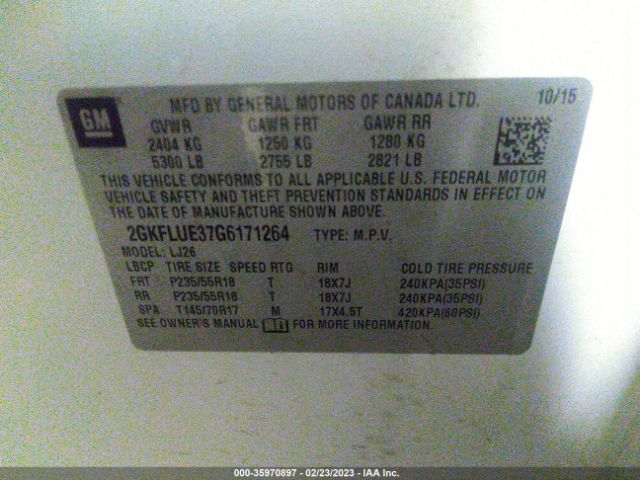 GM
MFD BY GENERAL MOTORS OF CANADA LTD. 10/15
GVWR GAWR FRT GAWR RR
2404 KG 1250 KG 1280 KG
5300 LB 2755 LB 2821 LB
THIS VEHICLE CONFORMS TO ALL APPLICABLE U.S. FEDERAL MOTOR
VEHICLE SAFETY AND THEFT PREVENTION STANDARDS IN EFFECT ON
THE DATE OF MANUFACTURE SHOWN ABOVE.
2GKFLUE37G6171264 TYPE: M.P.V.
MODEL: LJ26
LBCP TIRE SIZE SPEED RTG RIM COLD TIRE PRESSURE
FRT P235/55R18 T 18X7J 240KPA(35PSI)
RR P235/55R18 T 18X7J 240KPA(35PSI)
SPA T145/70R17 M 17X4.5T 420KPA(60PSI)
SEE OWNER'S MANUAL FOR MORE INFORMATION.
000-35970897 - 02/23/2023 - IAA Inc.